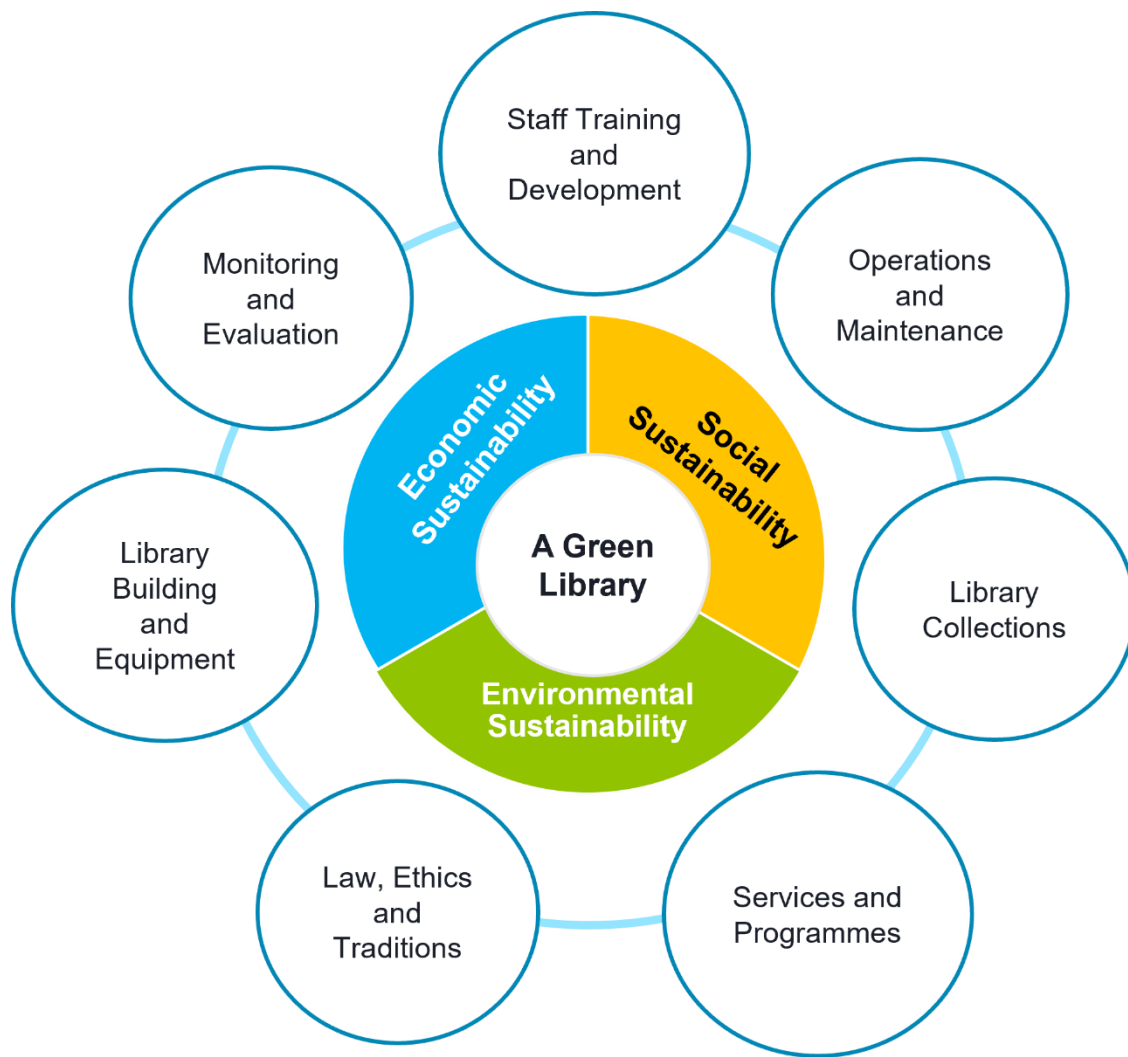 Staff Training
and
Development
Operations
and
Maintenance
Library
Collections
Services and
Programmes
Law, Ethics
and
Traditions
Library
Building
and
Equipment
Monitoring
and
Evaluation
Economic
Sustainability
Social
Sustainability
Environmental
Sustainability
A Green
Library